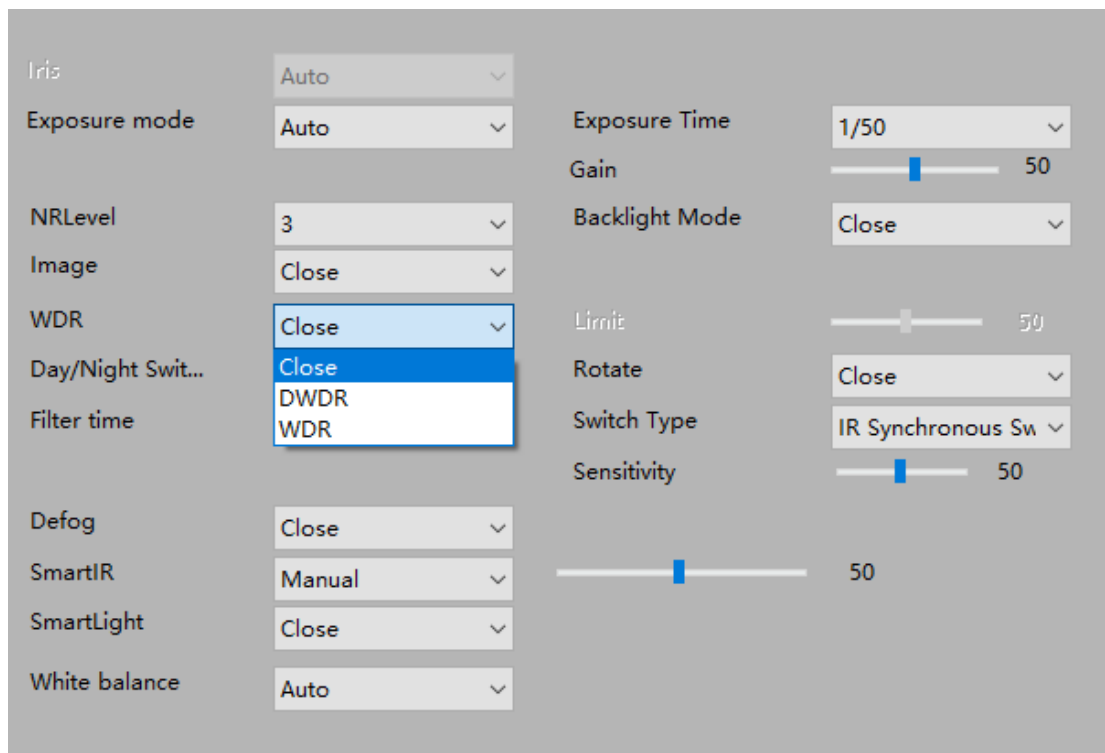 Iris Auto
Exposure mode Auto Exposure Time 1/50
Gain 50
NRLevel 3 Backlight Mode Close
Image Close
WDR Close Limit 50
Day/Night Swit... Close Rotate Close
DWDR
Filter time WDR Switch Type IR Synchronous Sw
Sensitivity 50
Defog Close
SmartIR Manual 50
SmartLight Close
White balance Auto